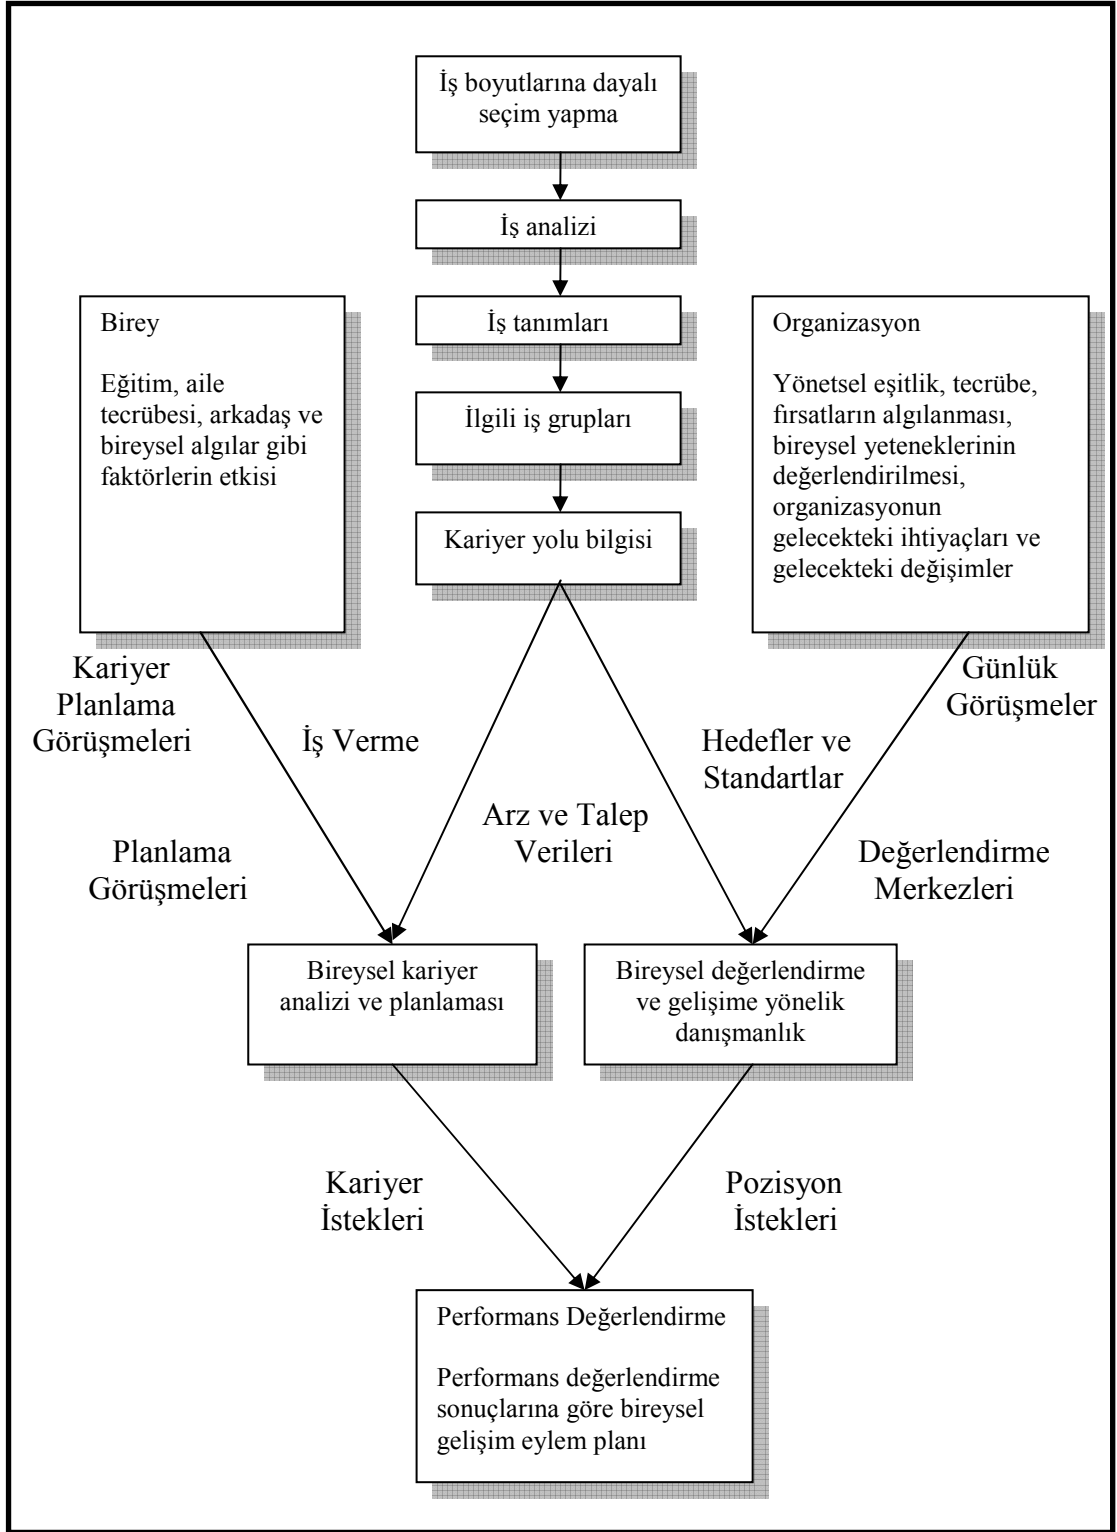 İş boyutlarına dayalı
seçim yapma
İş analizi
İş tanımları
İlgili iş grupları
Kariyer yolu bilgisi
Birey
Eğitim, aile
tecrübesi, arkadaş ve
bireysel algılar gibi
faktörlerin etkisi
Organizasyon
Yönetsel eşitlik, tecrübe,
fırsatların algılanması,
bireysel yeteneklerinin
değerlendirilmesi,
organizasyonun
gelecekteki ihtiyaçları ve
gelecekteki değişimler
Kariyer
Planlama
Görüşmeleri
İş Verme
Hedefler ve
Standartlar
Günlük
Görüşmeler
Planlama
Görüşmeleri
Arz ve Talep
Verileri
Değerlendirme
Merkezleri
Bireysel kariyer
analizi ve planlaması
Bireysel değerlendirme
ve gelişime yönelik
danışmanlık
Kariyer
İstekleri
Pozisyon
İstekleri
Performans Değerlendirme
Performans değerlendirme
sonuçlarına göre bireysel
gelişim eylem planı